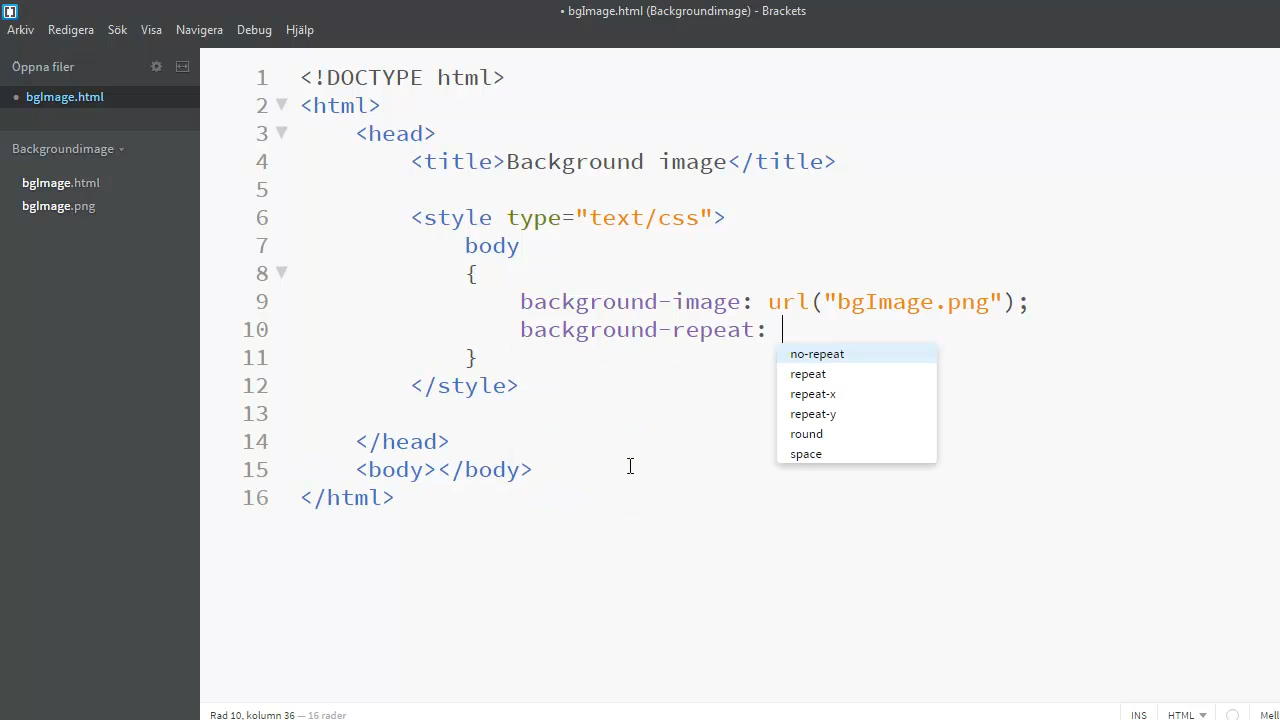 • bgImage.html (Backgroundimage) - Brackets
Arkiv Redigera Sök Visa Navigera Debug Hjälp
Öppna filer
• bgImage.html
Backgroundimage
bgImage.html
bgImage.png
1 <!DOCTYPE html>
2 <html>
3 <head>
4 <title>Background image</title>
5
6 <style type="text/css">
7 body
8 {
9 background-image: url("bgImage.png");
10 background-repeat:
11 }
12 </style>
13
14 </head>
15 <body></body>
16 </html>
no-repeat
repeat
repeat-x
repeat-y
round
space
Rad 10, kolumn 36 — 16 rader
INS HTML Mell